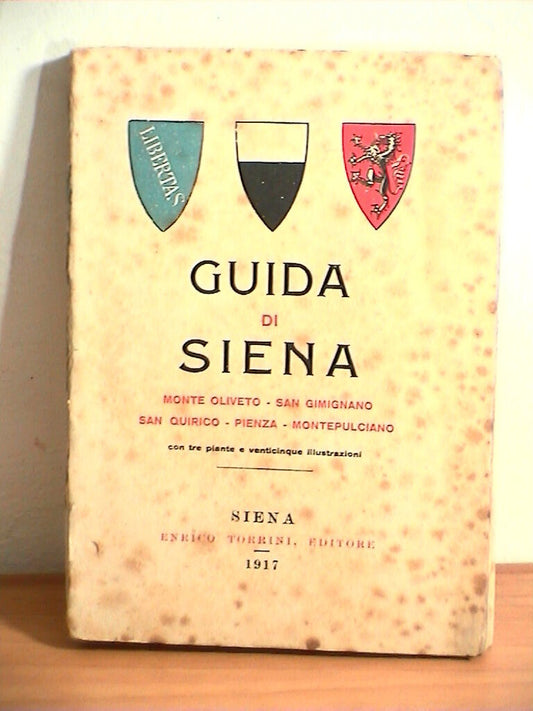 LIBERTAS
GUIDA
DI
SIENA
MONTE OLIVETO - SAN GIMIGNANO
SAN QUIRICO - PIENZA - MONTEPULCIANO
con tre piante e venticinque illustrazioni
SIENA
ENRICO TORRINI, EDITORE
1917